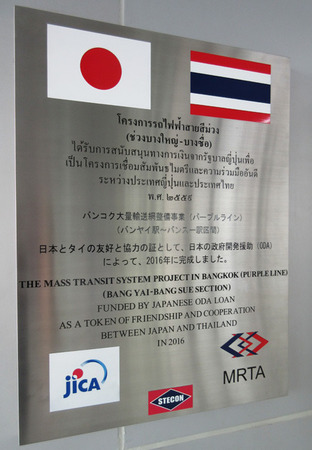 โครงการรถไฟฟ้าสายสีม่วง
(ช่วงบางใหญ่-บางซื่อ)
ได้รับการสนับสนุนทางการเงินจากรัฐบาลญี่ปุ่นเพื่อ
เป็นโครงการเชื่อมสัมพันธไมตรีและความร่วมมืออันดี
ระหว่างประเทศญี่ปุ่นและประเทศไทย
พ.ศ. ๒๕๕๙
バンコク大量輸送網整備事業（パープルライン）
（バンヤイ駅〜バンスー駅区間）
日本とタイの友好と協力の証として、日本の政府開発援助（ODA）
によって、2016年に完成しました。
THE MASS TRANSIT SYSTEM PROJECT IN BANGKOK (PURPLE LINE)
(BANG YAI-BANG SUE SECTION)
FUNDED BY JAPANESE ODA LOAN
AS A TOKEN OF FRIENDSHIP AND COOPERATION
BETWEEN JAPAN AND THAILAND
IN 2016
jICA
STECON
MRTA